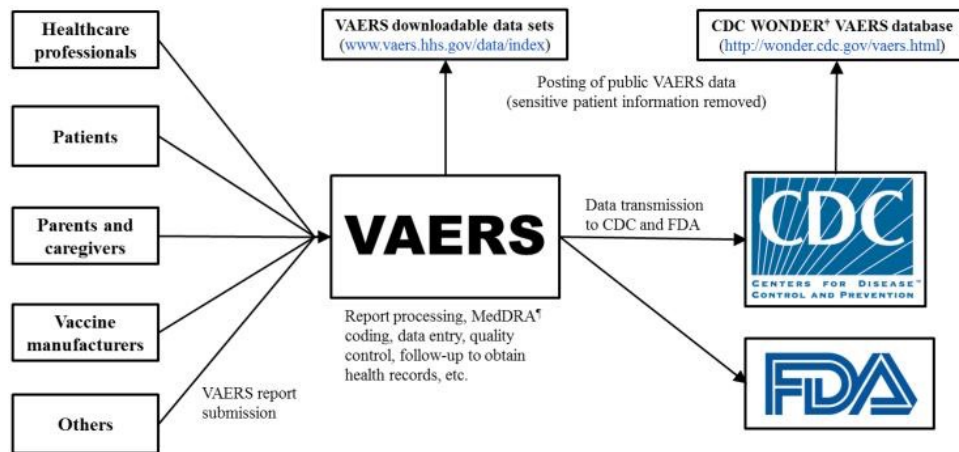 Healthcare
professionals
Patients
Parents and
caregivers
Vaccine
manufacturers
Others
VAERS report
submission
VAERS downloadable data sets
(www.vaers.hhs.gov/data/index)
VAERS
Report processing, MedDRA¶
coding, data entry, quality
control, follow-up to obtain
health records, etc.
Posting of public VAERS data
(sensitive patient information removed)
Data transmission
to CDC and FDA
CDC WONDER† VAERS database
(http://wonder.cdc.gov/vaers.html)
CDC
CENTERS FOR DISEASE™
CONTROL AND PREVENTION
FDA